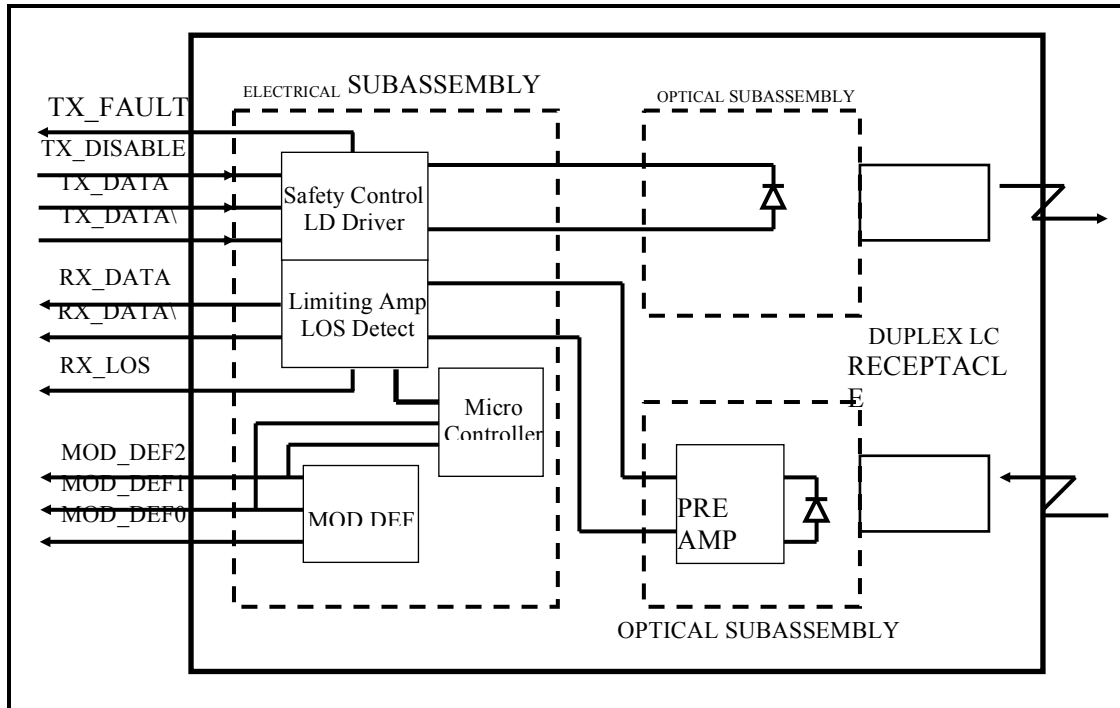 ELECTRICAL SUBASSEMBLY
OPTICAL SUBASSEMBLY
TX_FAULT
TX_DISABLE
TX_DATA
TX_DATA\
Safety Control
LD Driver
RX_DATA
RX_DATA\
Limiting Amp
LOS Detect
RX_LOS
DUPLEX LC
RECEPTACL
E
Micro
Controller
MOD_DEF2
MOD_DEF1
MOD_DEF0
MOD DEF
PRE
AMP
OPTICAL SUBASSEMBLY